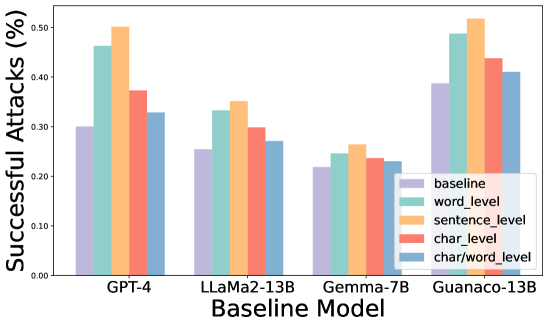 Successful Attacks (%)
0.50
0.40
0.30
0.20
0.10
0.00
baseline
word_level
sentence_level
char_level
char/word_level
GPT-4 LLaMa2-13B Gemma-7B Guanaco-13B
Baseline Model